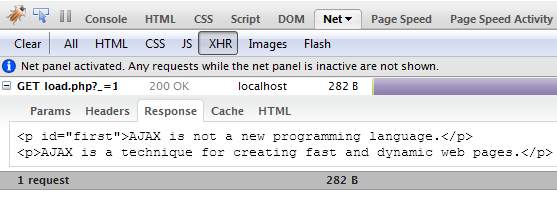 Console HTML CSS Script DOM Net Page Speed Page Speed Activity
Clear All HTML CSS JS XHR Images Flash
i Net panel activated. Any requests while the net panel is inactive are not shown.
GET load.php?_=1 200 OK localhost 282 B
Params Headers Response Cache HTML
<p id="first">AJAX is not a new programming language.</p>
<p>AJAX is a technique for creating fast and dynamic web pages.</p>
1 request 282 B